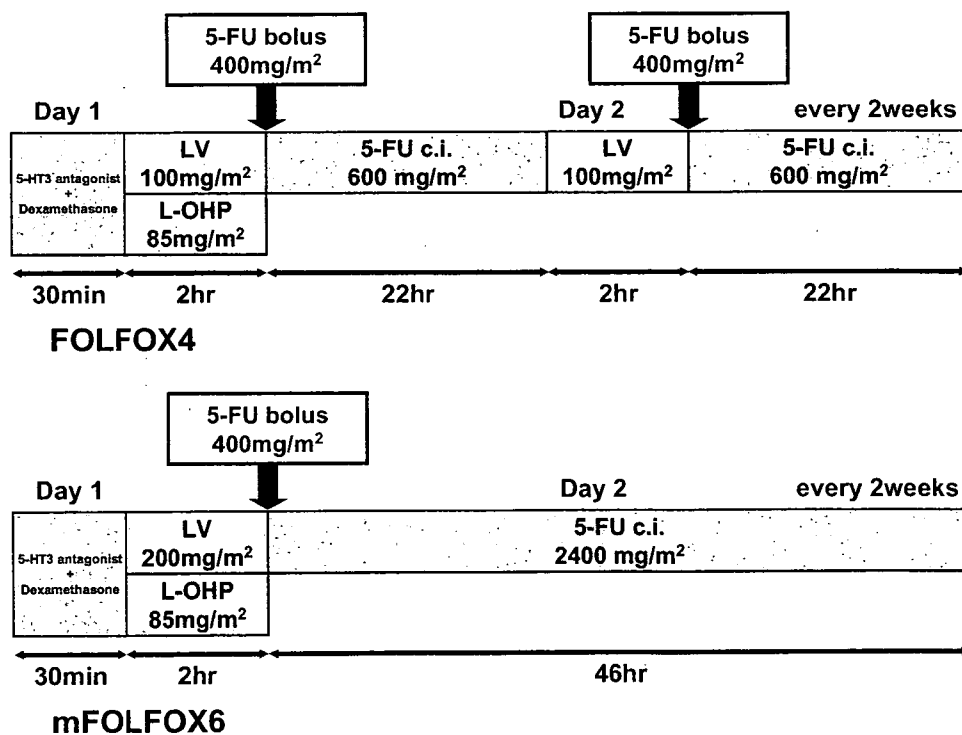 5-FU bolus
400mg/m²
5-FU bolus
400mg/m²
Day 1
Day 2
every 2weeks
5-HT3 antagonist
+
Dexamethasone
LV
100mg/m²
L-OHP
85mg/m²
5-FU c.i.
600 mg/m²
LV
100mg/m²
5-FU c.i.
600 mg/m²
30min
2hr
22hr
2hr
22hr
FOLFOX4
5-FU bolus
400mg/m²
Day 1
Day 2
every 2weeks
5-HT3 antagonist
+
Dexamethasone
LV
200mg/m²
L-OHP
85mg/m²
5-FU c.i.
2400 mg/m²
30min
2hr
46hr
mFOLFOX6